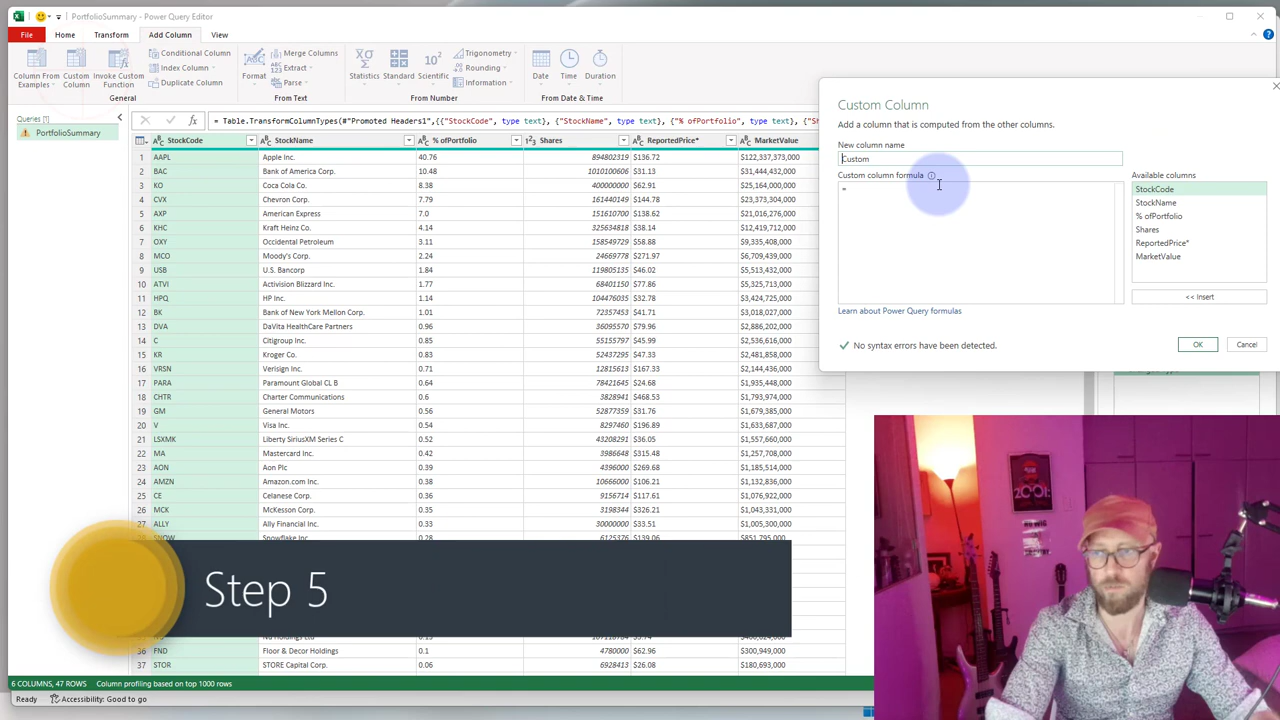 PortfolioSummary - Power Query Editor
File Home Transform Add Column View
Column From Examples
Custom Column
Invoke Custom Function
Conditional Column
Index Column
Duplicate Column
General
Format
Merge Columns
Extract
Parse
From Text
Statistics
Standard
Scientific
Trigonometry
Rounding
Information
From Number
Date
Time
Duration
From Date & Time
Queries [1]
PortfolioSummary
= Table.TransformColumnTypes(#"Promoted Headers1",{{"StockCode", type text}, {"StockName", type text}, {"% ofPortfolio", type text}, {"Sh
StockCode StockName % ofPortfolio Shares ReportedPrice* MarketValue
1 AAPL Apple Inc. 40.76 894802319 $136.72 $122,337,373,000
2 BAC Bank of America Corp. 10.48 1010100606 $31.13 $31,444,432,000
3 KO Coca Cola Co. 8.38 400000000 $62.91 $25,164,000,000
4 CVX Chevron Corp. 7.79 161440149 $144.78 $23,373,304,000
5 AXP American Express 7.0 151610700 $138.62 $21,016,276,000
6 KHC Kraft Heinz Co. 4.14 325634818 $38.14 $12,419,712,000
7 OXY Occidental Petroleum 3.11 158549729 $58.88 $9,335,408,000
8 MCO Moody's Corp. 2.24 24669778 $271.97 $6,709,439,000
9 USB U.S. Bancorp 1.84 119805135 $46.02 $5,513,432,000
10 ATVI Activision Blizzard Inc. 1.77 68401150 $77.86 $5,325,713,000
11 HPQ HP Inc. 1.14 104476035 $32.78 $3,424,725,000
12 BK Bank of New York Mellon Corp. 1.01 72357453 $41.71 $3,018,029,000
13 DVA DaVita HealthCare Partners 0.96 36095570 $79.96 $2,886,202,000
14 C Citigroup Inc. 0.85 55155797 $45.99 $2,536,616,000
15 KR Kroger Co. 0.83 52437295 $47.33 $2,481,858,000
16 VRSN Verisign Inc. 0.71 12815613 $167.33 $2,144,436,000
17 PARA Paramount Global CL B 0.64 78421645 $24.68 $1,935,448,000
18 CHTR Charter Communications 0.6 3828941 $468.53 $1,793,974,000
19 GM General Motors 0.56 52877359 $31.76 $1,679,385,000
20 V Visa Inc. 0.54 8297460 $196.89 $1,633,687,000
21 LSXMK Liberty SiriusXM Series C 0.52 43208291 $36.05 $1,557,660,000
22 MA Mastercard Inc. 0.42 3986648 $315.48 $1,257,708,000
23 AON Aon Plc 0.39 4396000 $269.68 $1,185,514,000
24 AMZN Amazon.com Inc. 0.38 10666000 $106.21 $1,132,836,000
25 CE Celanese Corp. 0.36 9156714 $117.61 $1,076,922,000
26 MCK McKesson Corp. 0.35 3198344 $326.21 $1,043,331,000
27 ALLY Ally Financial Inc. 0.33 30000000 $33.51 $1,005,300,000
36 FND Floor & Decor Holdings 0.1 4780000 $62.96 $300,949,000
37 STOR STORE Capital Corp. 0.06 6928413 $26.08 $180,693,000
6 COLUMNS, 47 ROWS Column profiling based on top 1000 rows
Ready Accessibility: Good to go
Custom Column
Add a column that is computed from the other columns.
New column name
Custom
Custom column formula
=
Available columns
StockCode
StockName
% ofPortfolio
Shares
ReportedPrice*
MarketValue
<< Insert
Learn about Power Query formulas
No syntax errors have been detected.
OK Cancel
Step 5
2001: